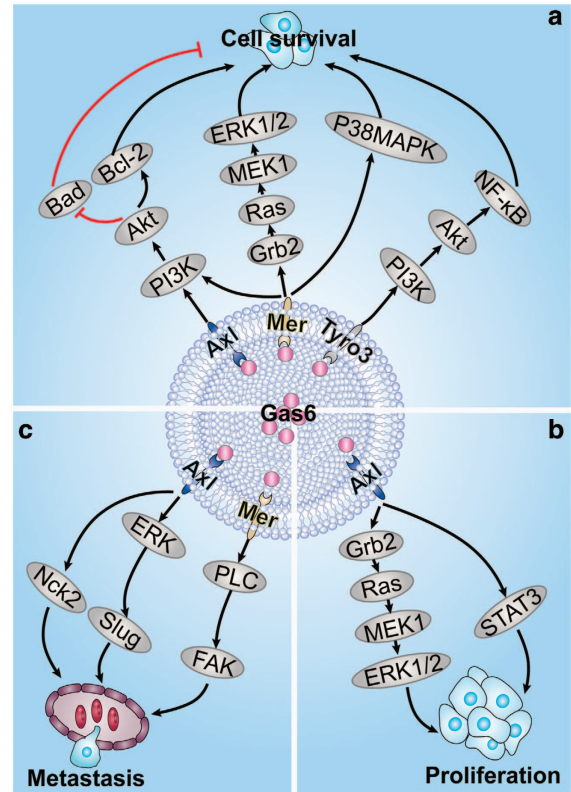 a
Cell survival
ERK1/2
P38MAPK
Bcl-2
MEK1
NF-κB
Bad
Ras
Akt
Akt
Grb2
PI3K
PI3K
Axl
Mer
Tyro3
Gas6
c
b
Axl
Axl
Mer
ERK
Grb2
Nck2
PLC
Ras
Slug
MEK1
STAT3
FAK
ERK1/2
Metastasis
Proliferation